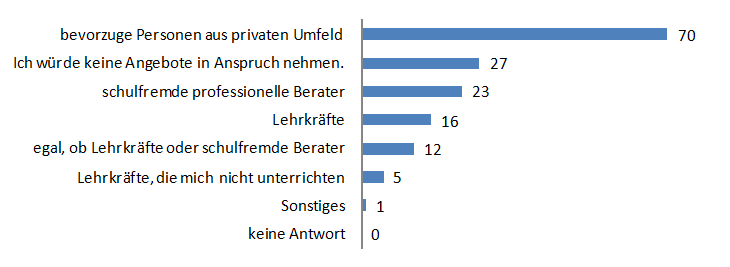 bevorzuge Personen aus privaten Umfeld 70
Ich würde keine Angebote in Anspruch nehmen. 27
schulfremde professionelle Berater 23
Lehrkräfte 16
egal, ob Lehrkräfte oder schulfremde Berater 12
Lehrkräfte, die mich nicht unterrichten 5
Sonstiges 1
keine Antwort 0